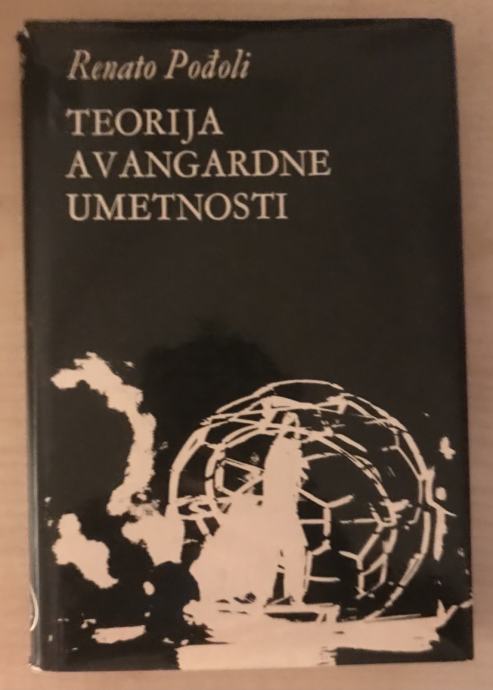 Renato Pođoli
TEORIJA
AVANGARDNE
UMETNOSTI